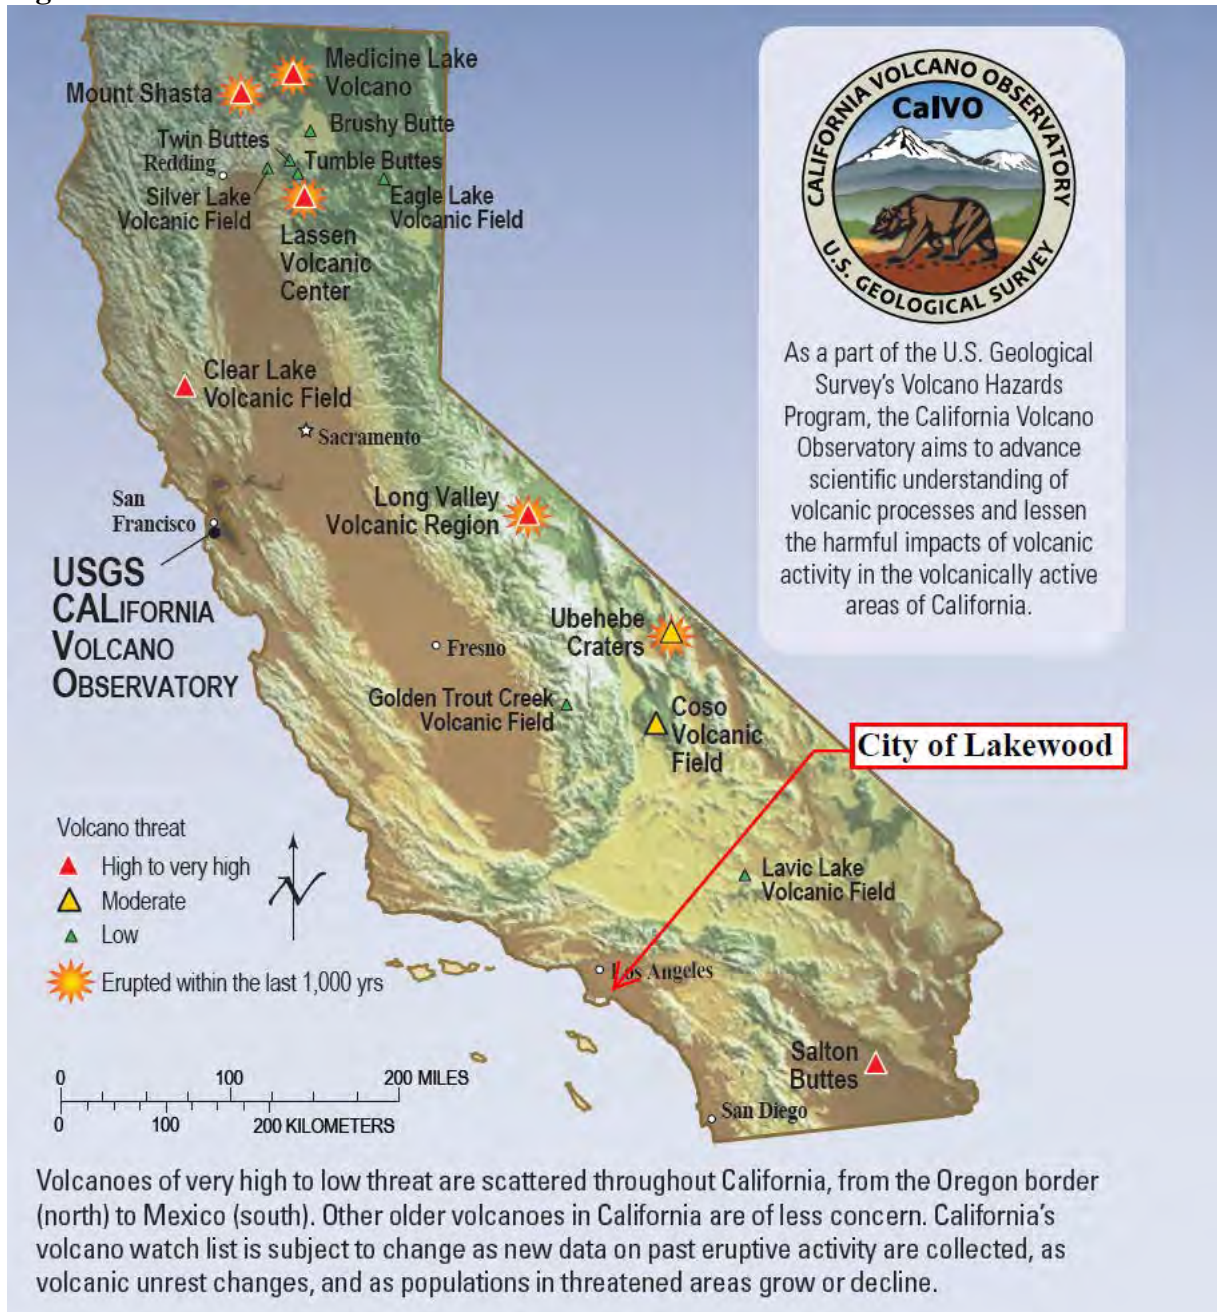 Medicine Lake
Volcano
Mount Shasta
Brushy Butte
Twin Buttes
Redding
Tumble Buttes
Silver Lake
Volcanic Field
Eagle Lake
Volcanic Field
Lassen
Volcanic
Center
Clear Lake
Volcanic Field
Sacramento
Long Valley
Volcanic Region
San
Francisco
USGS
CALIFORNIA
VOLCANO
OBSERVATORY
Ubehebe
Craters
Fresno
Golden Trout Creek
Volcanic Field
Coso
Volcanic
Field
City of Lakewood
Lavic Lake
Volcanic Field
Los Angeles
Salton
Buttes
San Diego
Volcano threat
High to very high
Moderate
Low
Erupted within the last 1,000 yrs
N
0 100 200 MILES
0 100 200 KILOMETERS
CALIFORNIA VOLCANO OBSERVATORY
CalVO
U.S. GEOLOGICAL SURVEY
As a part of the U.S. Geological
Survey's Volcano Hazards
Program, the California Volcano
Observatory aims to advance
scientific understanding of
volcanic processes and lessen
the harmful impacts of volcanic
activity in the volcanically active
areas of California.
Volcanoes of very high to low threat are scattered throughout California, from the Oregon border
(north) to Mexico (south). Other older volcanoes in California are of less concern. California's
volcano watch list is subject to change as new data on past eruptive activity are collected, as
volcanic unrest changes, and as populations in threatened areas grow or decline.